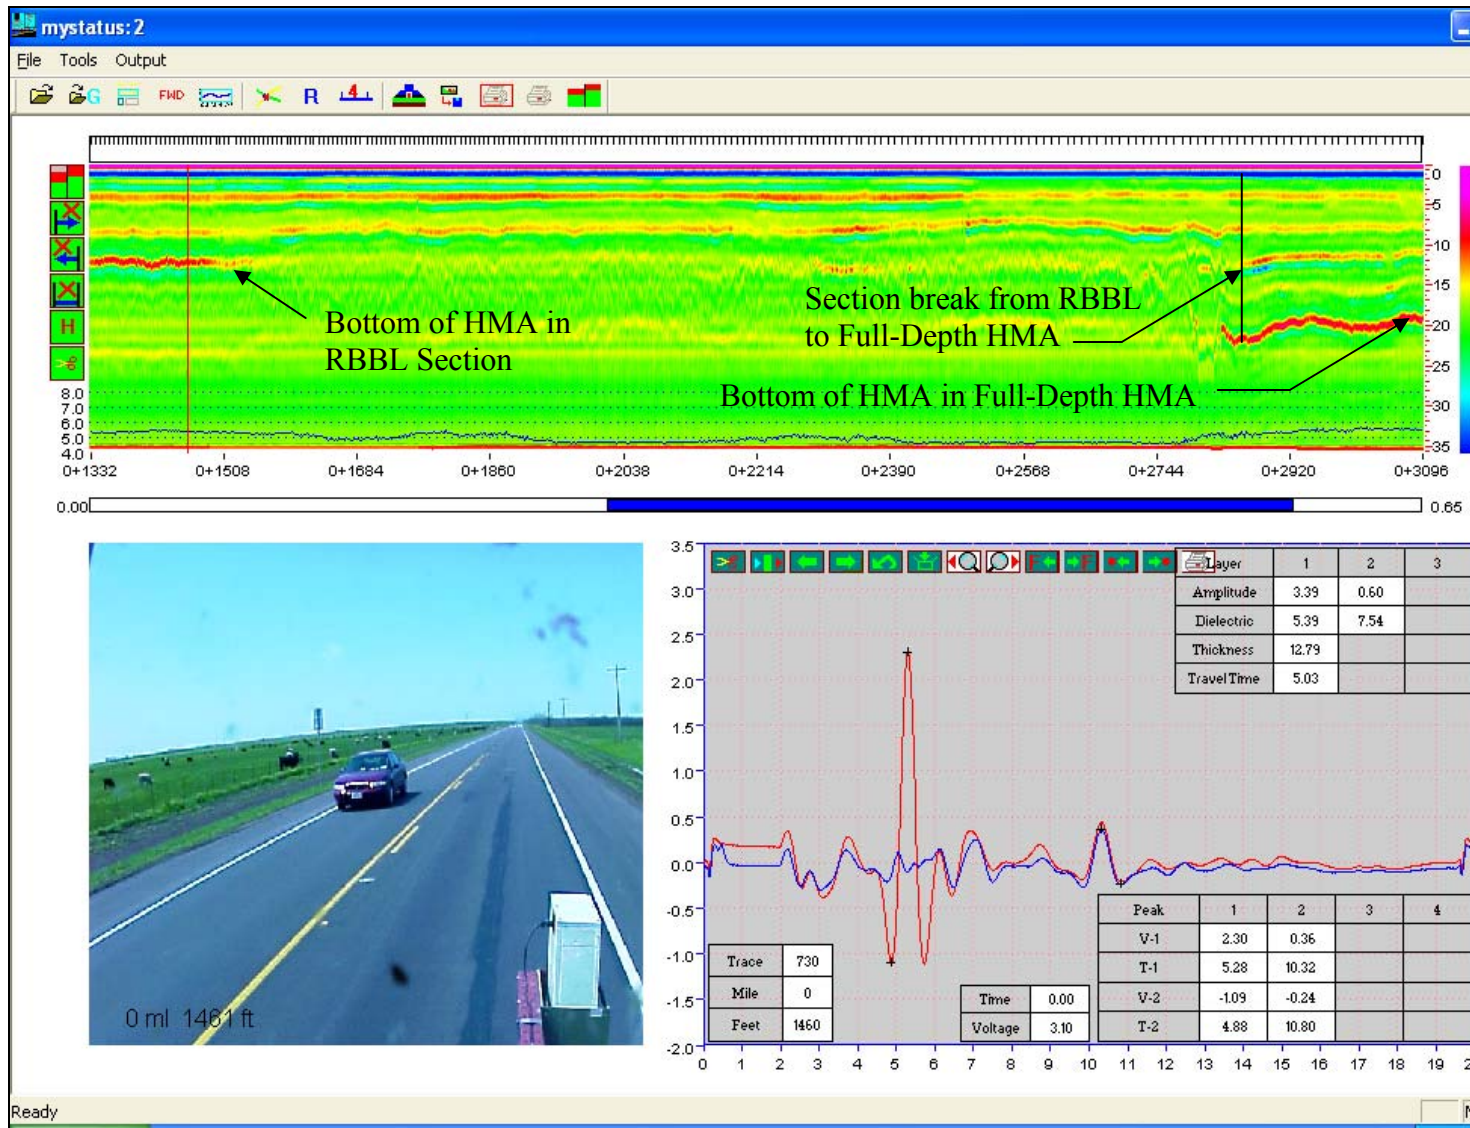 mystatus:2
File Tools Output
G FWD R 4
0
-5
-10
-15
-20
-25
-30
-35
H
8.0
7.0
6.0
5.0
4.0
Bottom of HMA in
RBBL Section
Section break from RBBL
to Full-Depth HMA
Bottom of HMA in Full-Depth HMA
0+1332 0+1508 0+1684 0+1860 0+2038 0+2214 0+2390 0+2568 0+2744 0+2920 0+3096
0.00 0.65
0 ml 1461 ft
3.5
3.0
2.5
2.0
1.5
1.0
0.5
0.0
-0.5
-1.0
-1.5
-2.0
F F
Layer 1 2 3
Amplitude 3.39 0.60
Dielectric 5.39 7.54
Thickness 12.79
TravelTime 5.03
Peak 1 2 3 4
V-1 2.30 0.36
T-1 5.28 10.32
V-2 -1.09 -0.24
T-2 4.88 10.80
Trace 730
Mile 0
Feet 1460
Time 0.00
Voltage 3.10
0 1 2 3 4 5 6 7 8 9 10 11 12 13 14 15 16 17 18 19
Ready